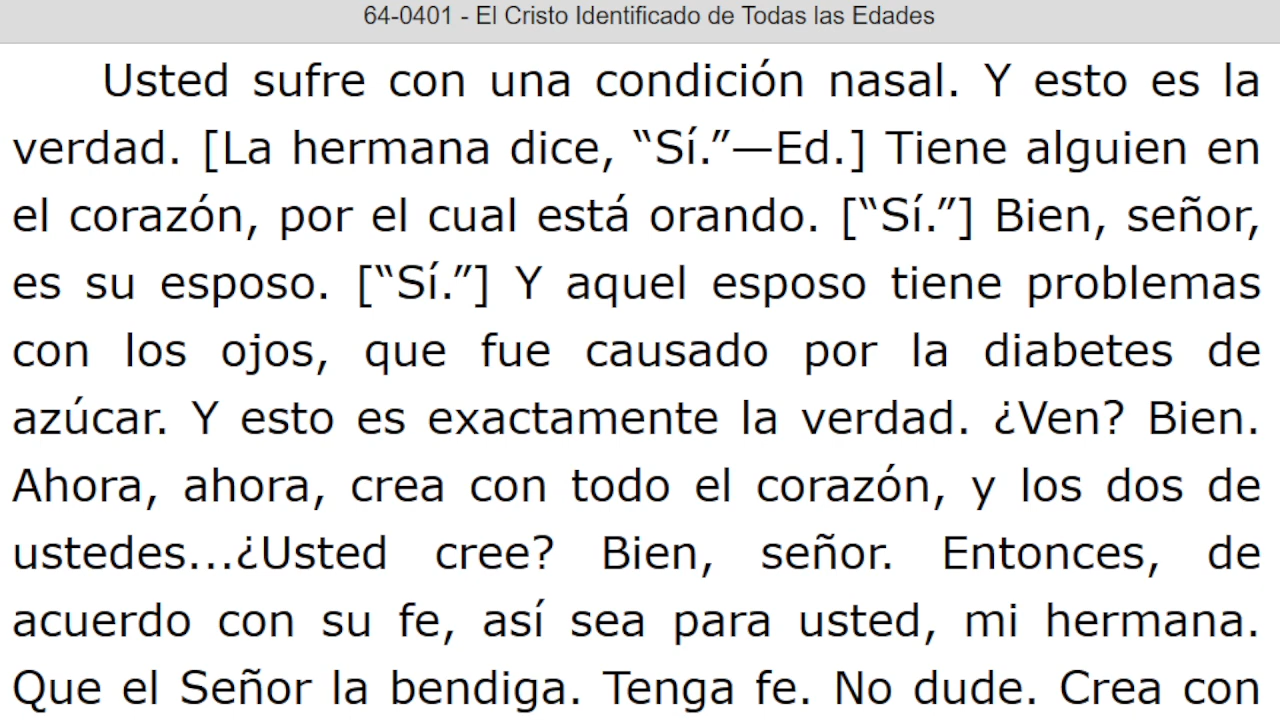 64-0401 - El Cristo Identificado de Todas las Edades
Usted sufre con una condición nasal. Y esto es la
verdad. [La hermana dice, “Sí.”—Ed.] Tiene alguien en
el corazón, por el cual está orando. [“Sí.”] Bien, señor,
es su esposo. [“Sí.”] Y aquel esposo tiene problemas
con los ojos, que fue causado por la diabetes de
azúcar. Y esto es exactamente la verdad. ¿Ven? Bien.
Ahora, ahora, crea con todo el corazón, y los dos de
ustedes...¿Usted cree? Bien, señor. Entonces, de
acuerdo con su fe, así sea para usted, mi hermana.
Que el Señor la bendiga. Tenga fe. No dude. Crea con